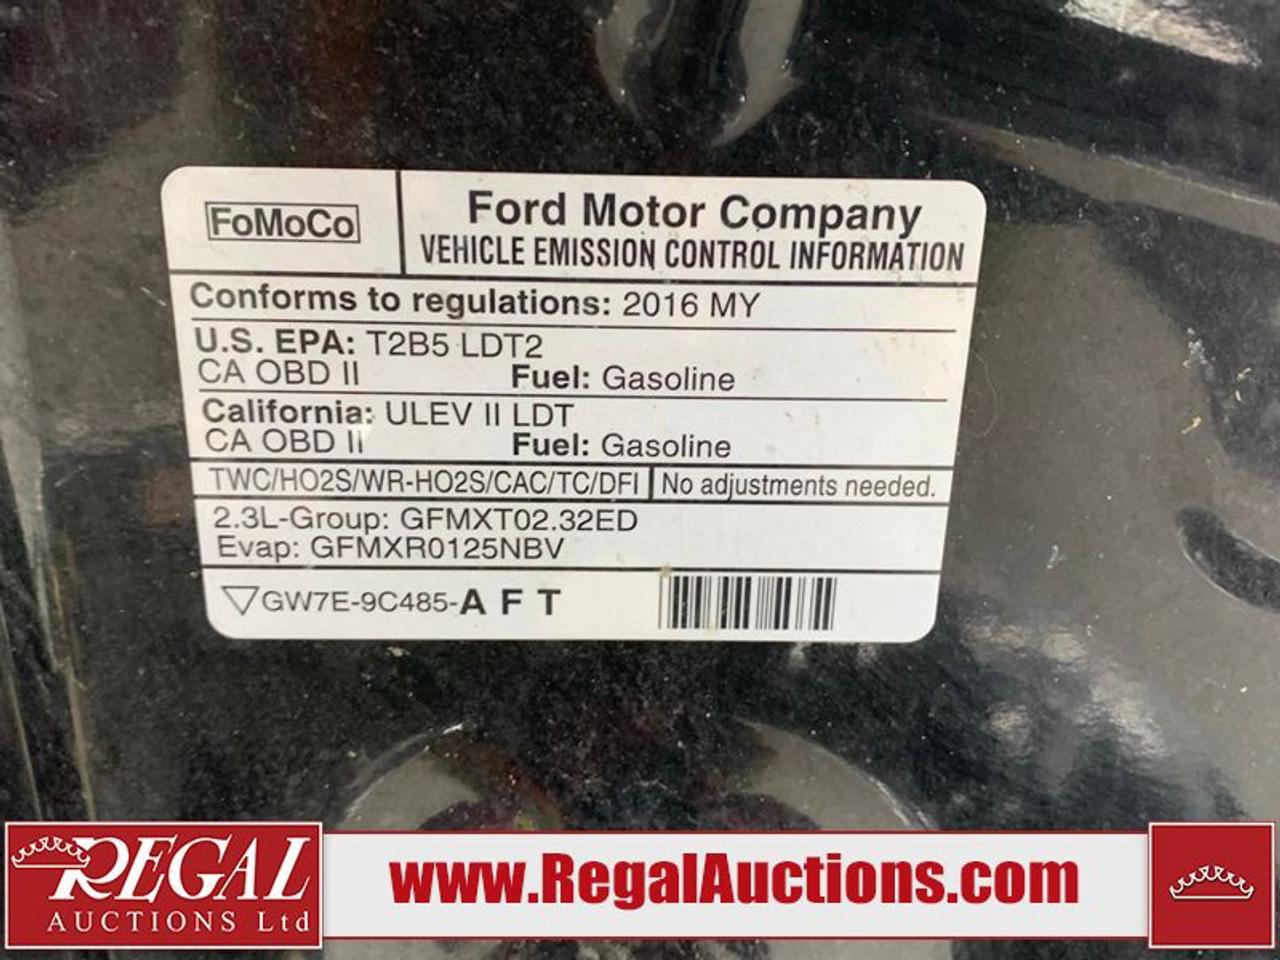 FoMoCo
Ford Motor Company
VEHICLE EMISSION CONTROL INFORMATION
Conforms to regulations: 2016 MY
U.S. EPA: T2B5 LDT2
CA OBD II Fuel: Gasoline
California: ULEV II LDT
CA OBD II Fuel: Gasoline
TWC/HO2S/WR-HO2S/CAC/TC/DFI No adjustments needed.
2.3L-Group: GFMXT02.32ED
Evap: GFMXR0125NBV
GW7E-9C485-A F T
REGAL
AUCTIONS Ltd
www.RegalAuctions.com